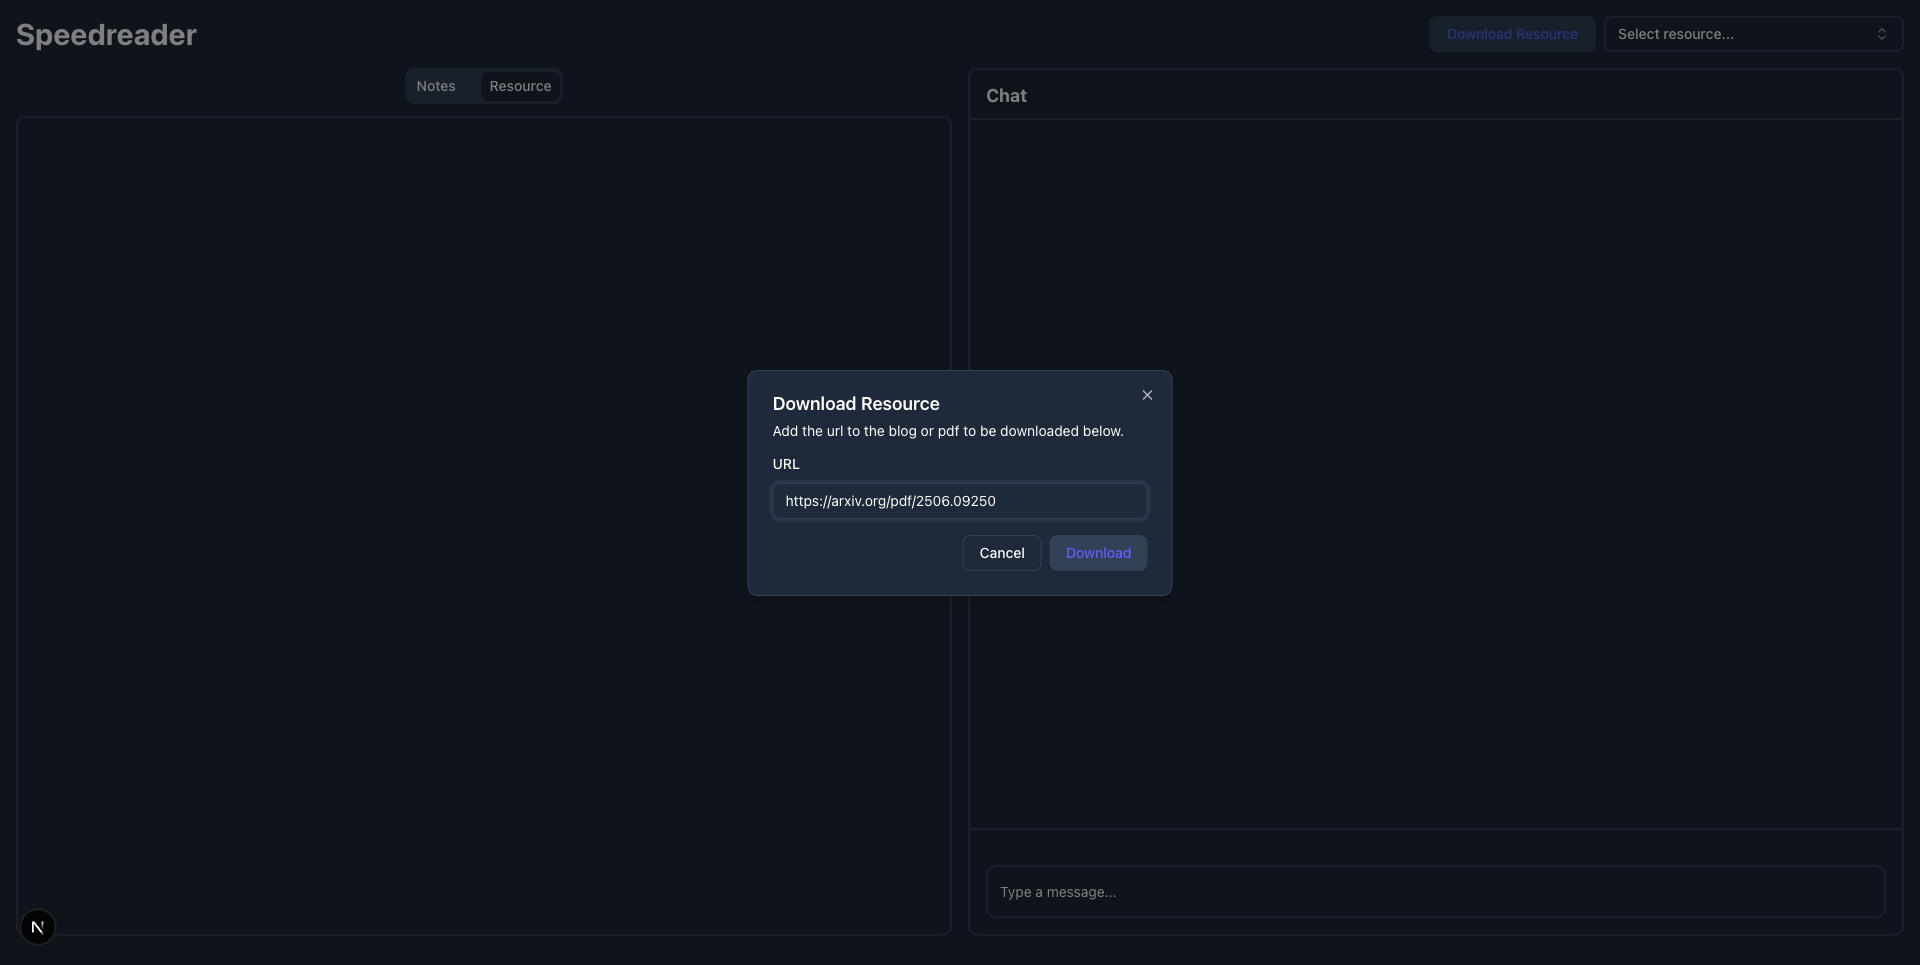 Speedreader
Download Resource
Select resource...
Notes
Resource
Chat
Download Resource
Add the url to the blog or pdf to be downloaded below.
URL
https://arxiv.org/pdf/2506.09250
Cancel
Download
Type a message...
N